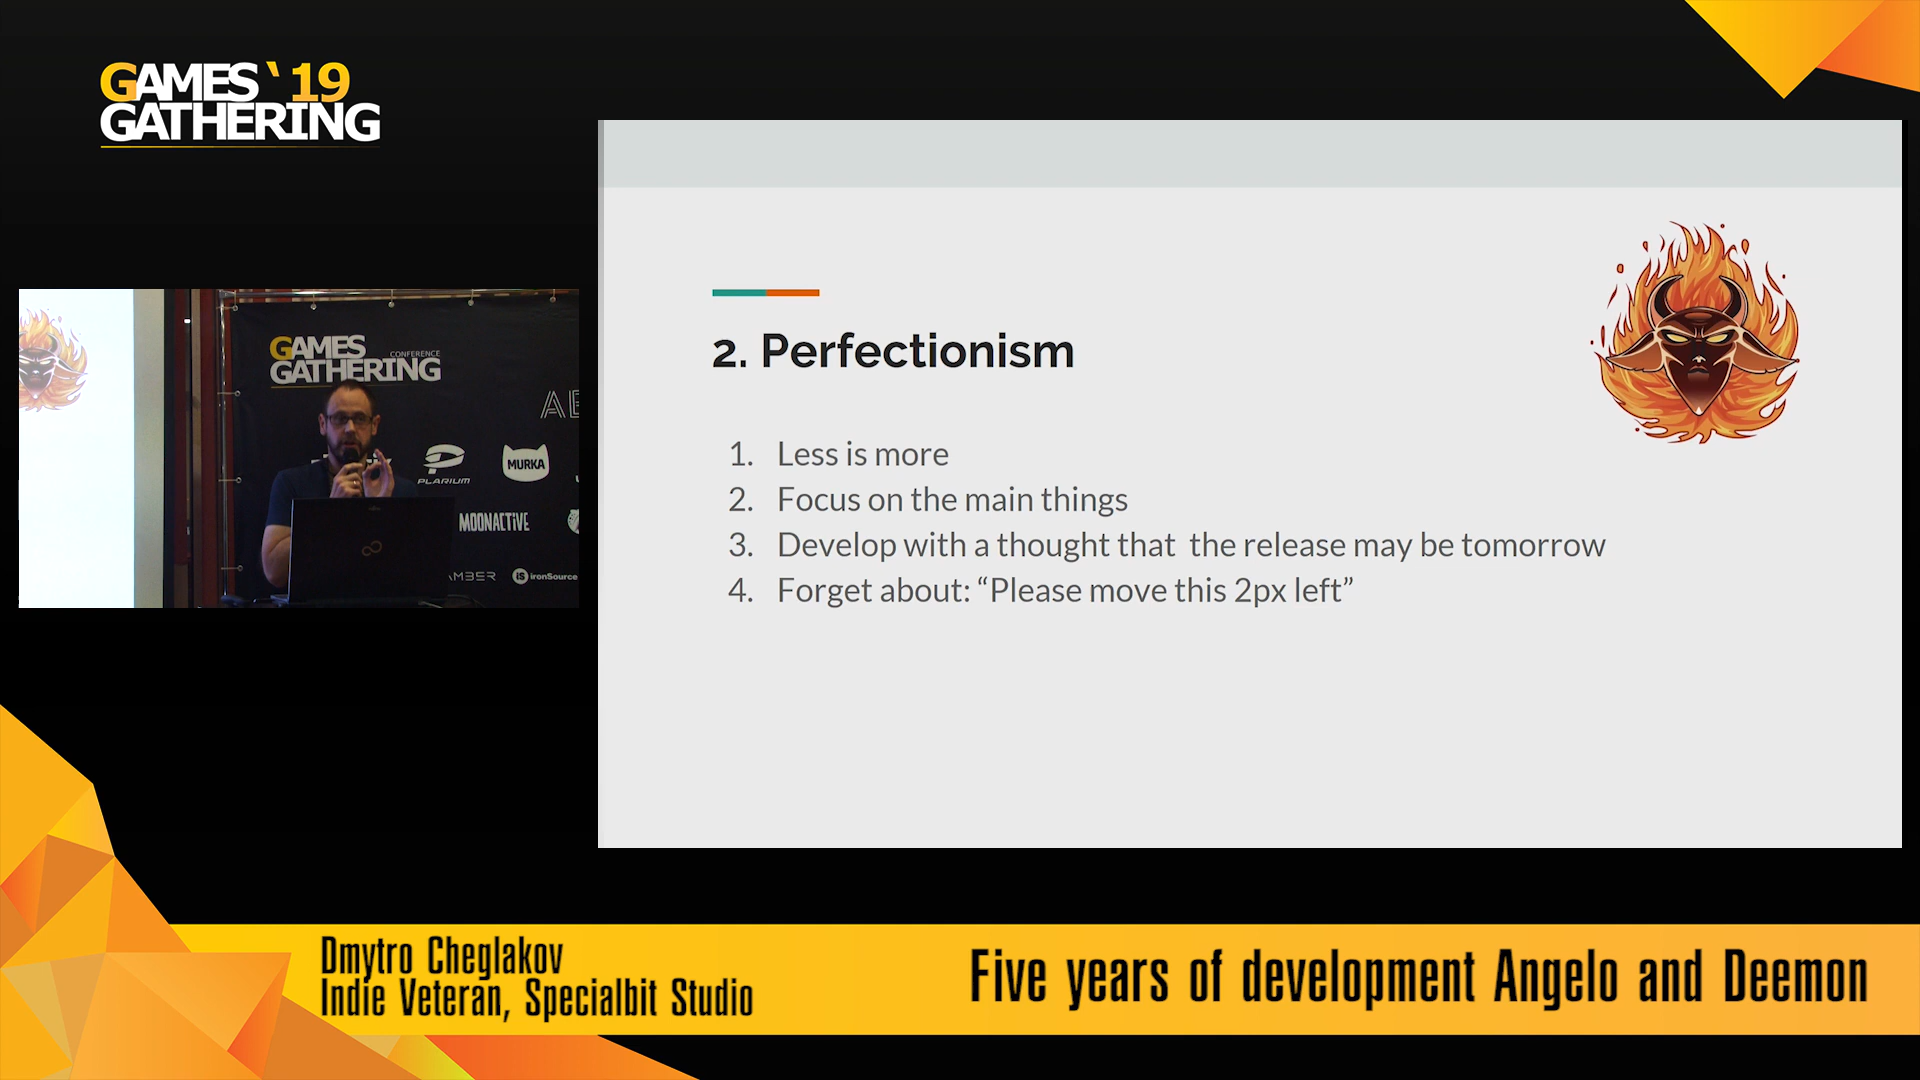 GAMES`19
GATHERING
2. Perfectionism
1. Less is more
2. Focus on the main things
3. Develop with a thought that the release may be tomorrow
4. Forget about: “Please move this 2px left”
GAMES
CONFERENCE
GATHERING
PLARIUM
MURKA
MOONACTIVE
ironSource
Dmytro Cheglakov
Indie Veteran, Specialbit Studio
Five years of development Angelo and Deemon